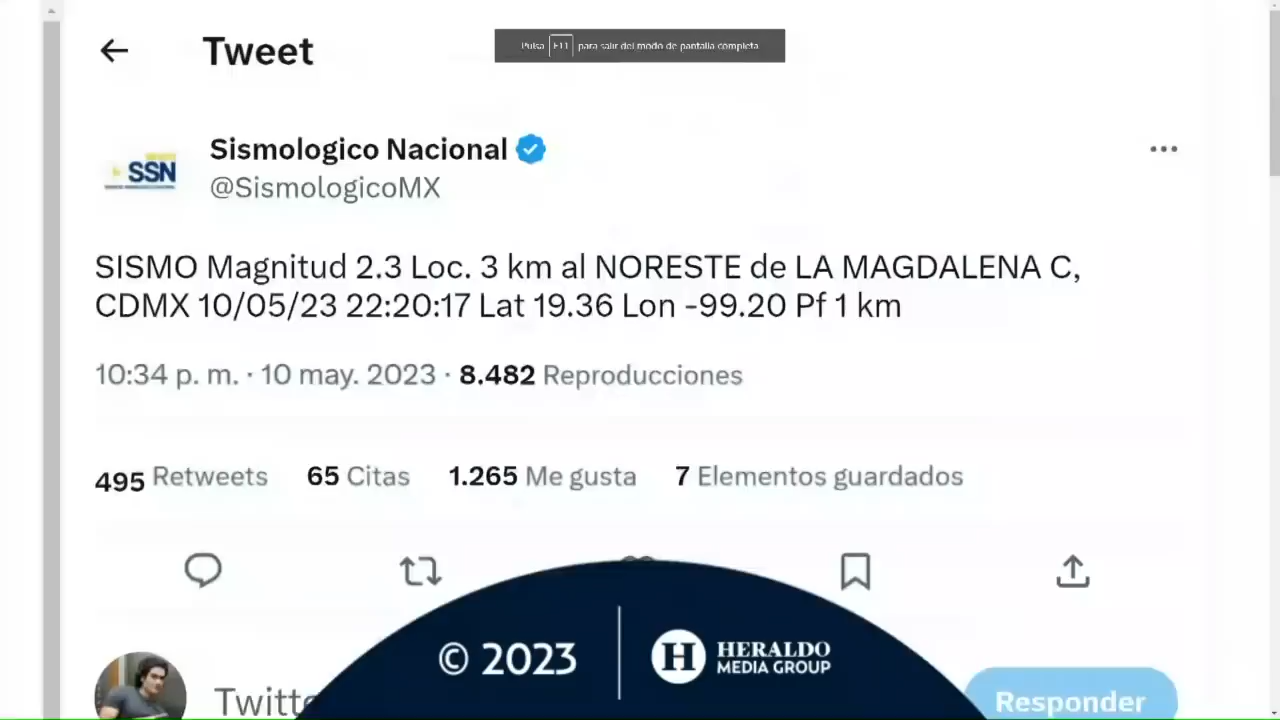 Pulsa F11 para salir del modo de pantalla completa
Tweet
SSN
Sismologico Nacional
@SismologicoMX
SISMO Magnitud 2.3 Loc. 3 km al NORESTE de LA MAGDALENA C,
CDMX 10/05/23 22:20:17 Lat 19.36 Lon -99.20 Pf 1 km
10:34 p. m. · 10 may. 2023 · 8.482 Reproducciones
495 Retweets 65 Citas 1.265 Me gusta 7 Elementos guardados
© 2023 | H HERALDO
MEDIA GROUP
Responder